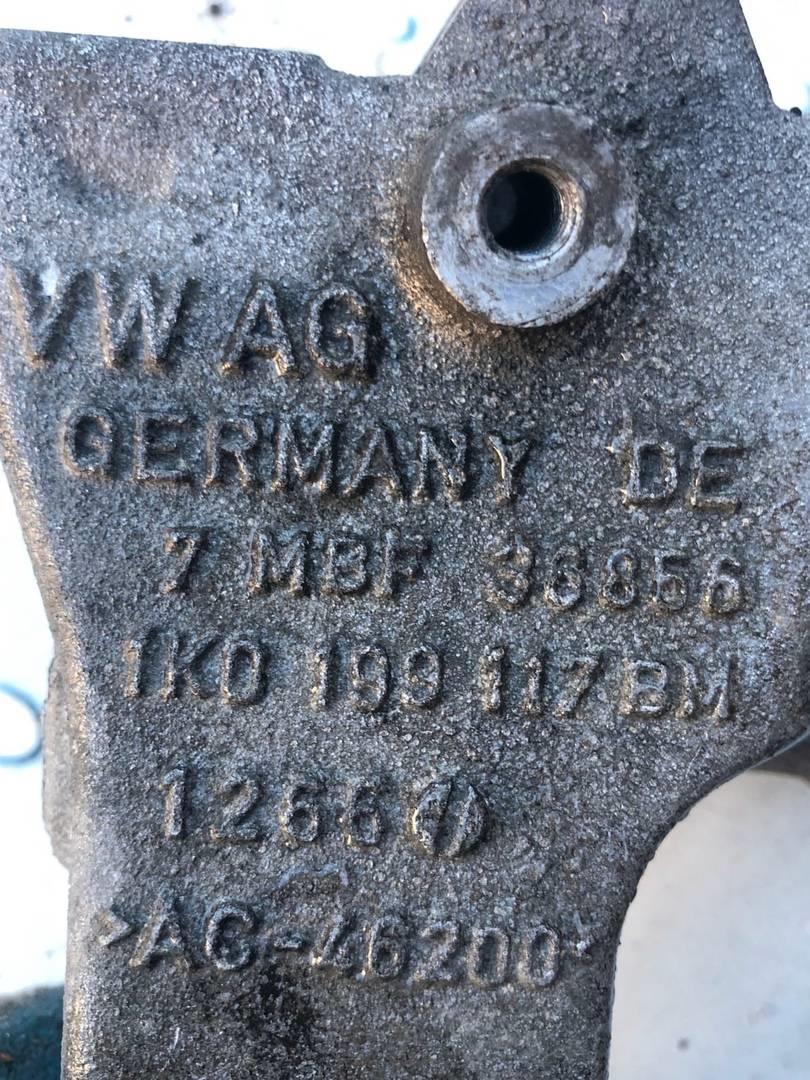 VW AG
GERMANY DE
7 MBF 36856
1K0 199 117 BM
1266
>AC-46200<